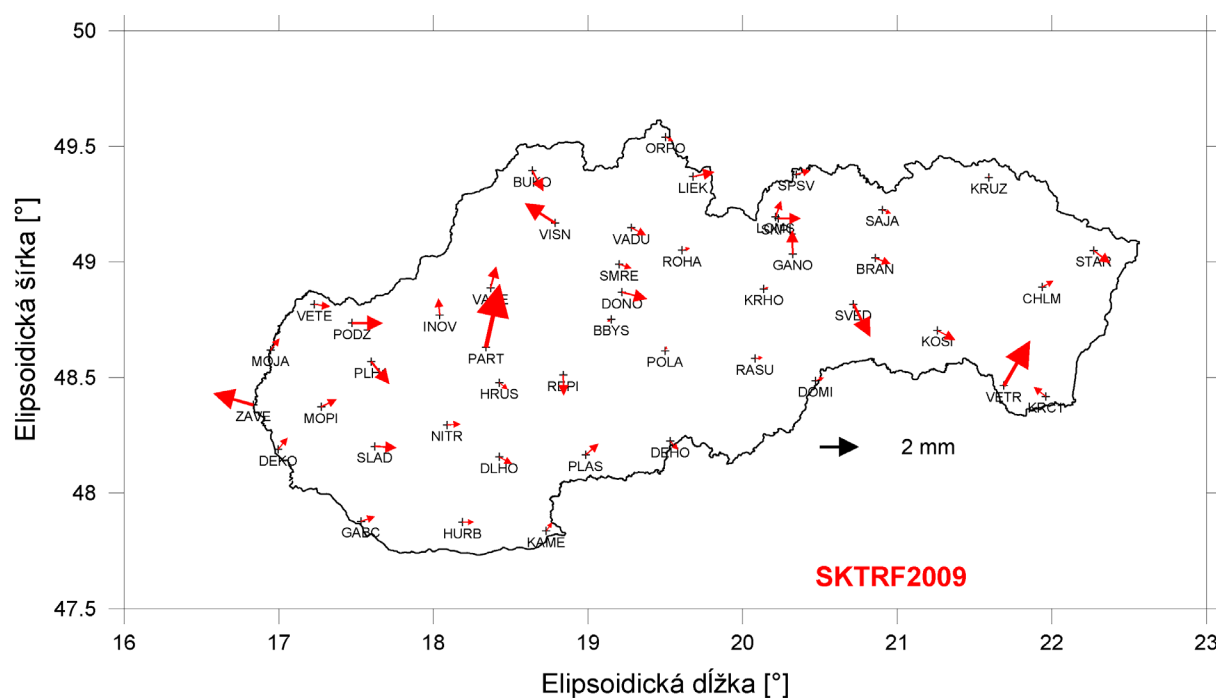 50
49.5
49
48.5
48
47.5
Elipsoidická šírka [°]
ORPO
BUKO
LIEK
SPSV
KRUZ
SAJA
VISN
VADU
LOMS
ROHA
GANO
BRAN
STAR
SMRE
VETE
PODZ
INOV
DONO
BBYS
KRHO
SVED
CHLM
MOJA
PLHA
PART
POLA
RASU
KOSI
HRUS
REPI
DOMI
VETR
KRCT
ZAVE
MOPI
NITR
DEKO
SLAD
DLHO
PLAS
DEHO
2 mm
GABC
HURB
KAME
SKTRF2009
16 17 18 19 20 21 22 23
Elipsoidická dĺžka [°]